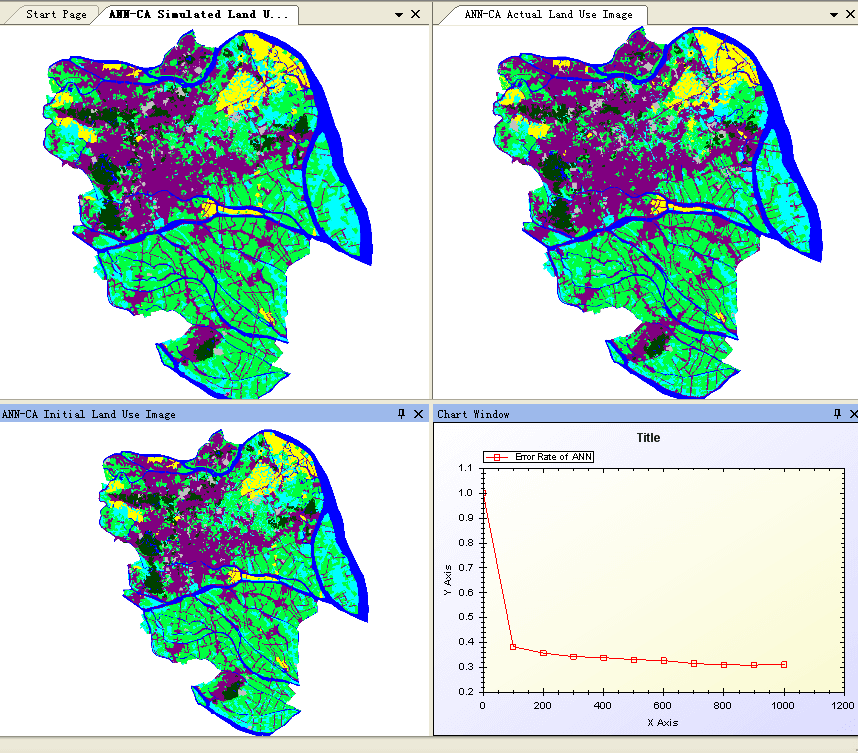 Start Page
ANN-CA Simulated Land U...
ANN-CA Actual Land Use Image
ANN-CA Initial Land Use Image
Chart Window
Title
Error Rate of ANN
1.1
1.0
0.9
0.8
0.7
0.6
0.5
0.4
0.3
0.2
Y Axis
0
200
400
600
800
1000
1200
X Axis